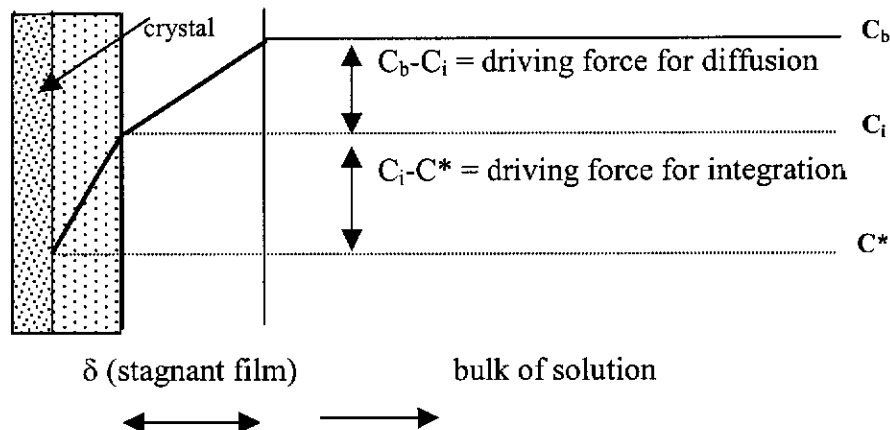 crystal
C_b
C_b-C_i = driving force for diffusion
C_i
C_i-C* = driving force for integration
C*
δ (stagnant film)
bulk of solution